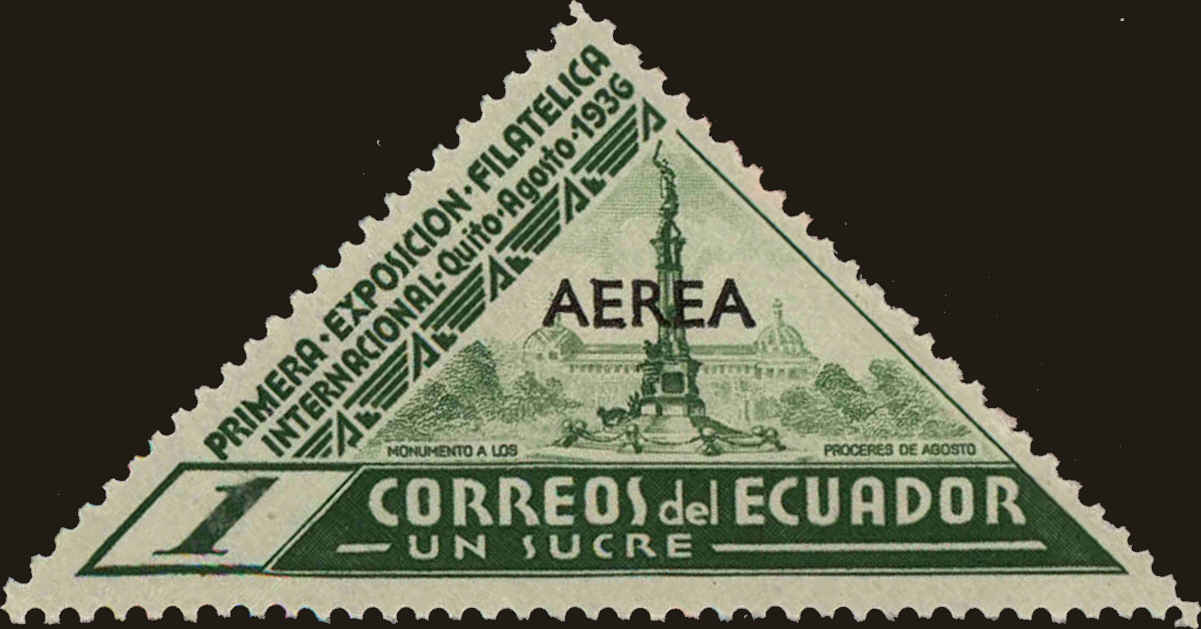 PRIMERA · EXPOSICION · FILATELICA
INTERNACIONAL · Quito · Agosto · 1936
AEREA
MONUMENTO A LOS PROCERES DE AGOSTO
1 CORREOS del ECUADOR
UN SUCRE